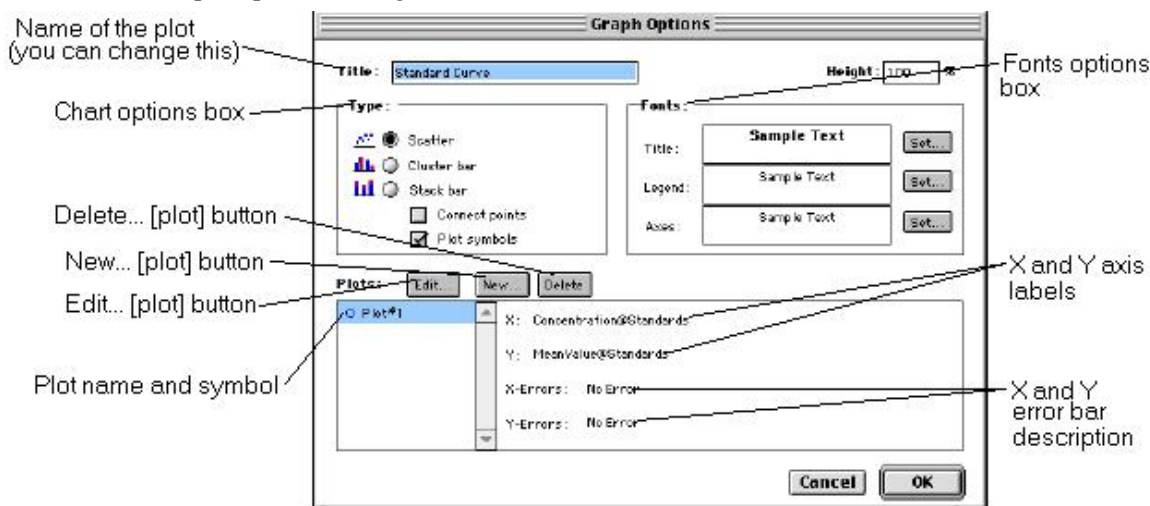 Graph Options
Name of the plot
(you can change this)
Title: Standard Curve
Height: 100 %
Fonts options
box
Chart options box
Type:
Scatter
Cluster bar
Stack bar
Connect points
Plot symbols
Fonts:
Title: Sample Text Set...
Legend: Sample Text Set...
Axes: Sample Text Set...
Delete... [plot] button
New... [plot] button
Edit... [plot] button
Plots: Edit... New... Delete
X and Y axis
labels
Plot#1
X: Concentration@Standards
Y: MeanValue@Standards
X-Errors: No Error
Y-Errors: No Error
Plot name and symbol
X and Y
error bar
description
Cancel OK